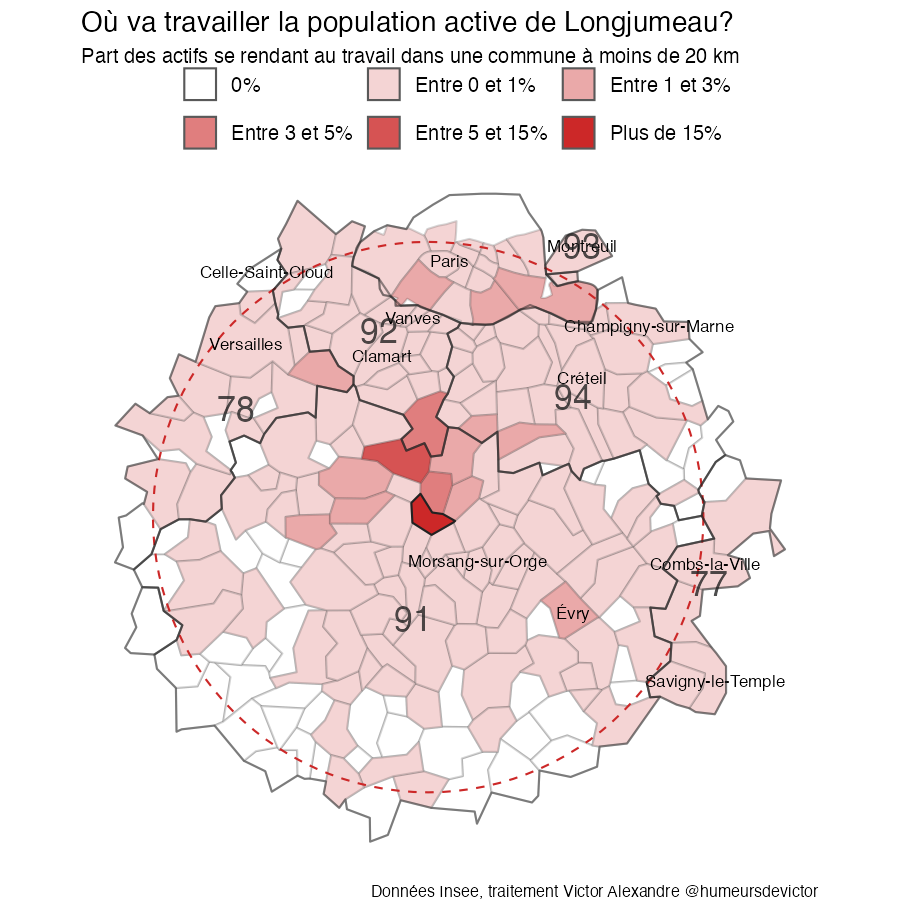 Où va travailler la population active de Longjumeau?
Part des actifs se rendant au travail dans une commune à moins de 20 km
0%
Entre 0 et 1%
Entre 1 et 3%
Entre 3 et 5%
Entre 5 et 15%
Plus de 15%
93
Montreuil
Paris
Celle-Saint-Cloud
Vanves
92
Champigny-sur-Marne
Versailles
Clamart
Créteil
94
78
Morsang-sur-Orge
Combs-la-Ville
77
Évry
91
Savigny-le-Temple
Données Insee, traitement Victor Alexandre @humeursdevictor